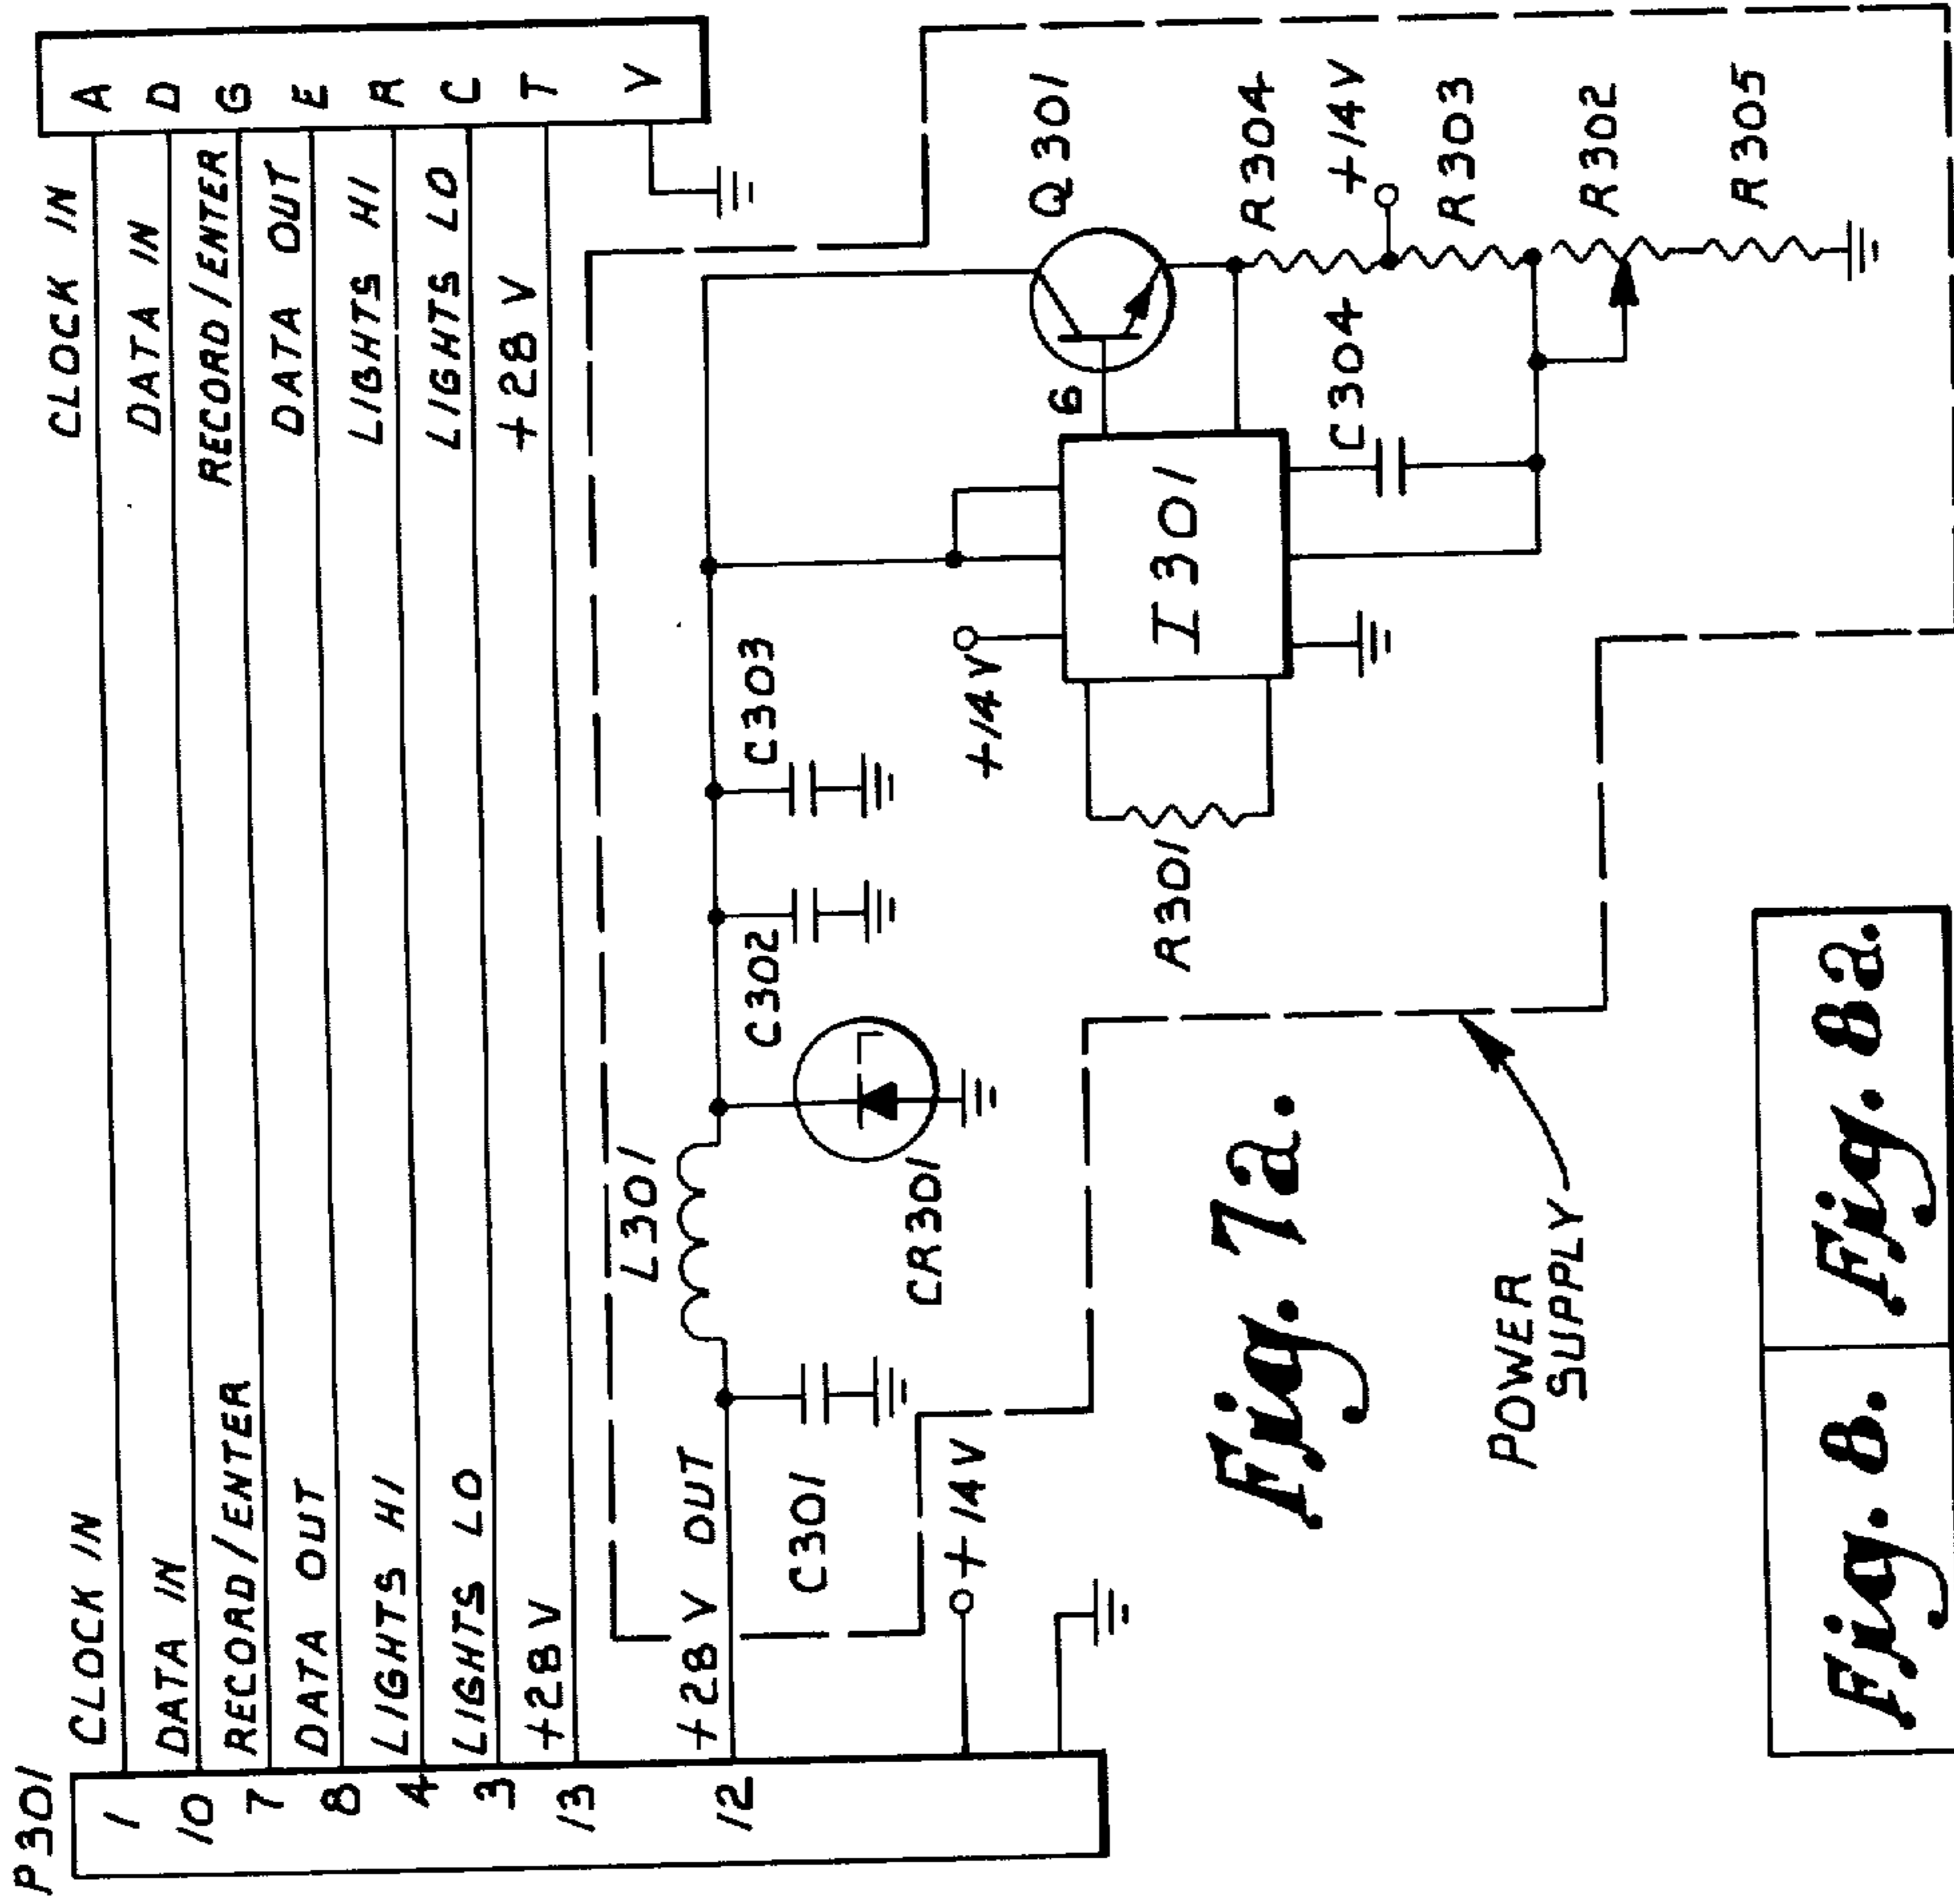 P301
1
10
7
8
4
3
13
12
CLOCK IN
DATA IN
RECORD/ENTER
DATA OUT
LIGHTS HI
LIGHTS LO
+28V
+28V OUT
CLOCK IN
DATA IN
RECORD/ENTER
DATA OUT
LIGHTS HI
LIGHTS LO
+28V
A
D
G
E
R
C
T
V
L301
C301
+14V
CR301
C302
C303
+14V
R301
I301
6
Q301
C304
R304
+14V
R303
R302
R305
Fig. 7a.
POWER
SUPPLY
Fig. 8.
Fig. 8a.